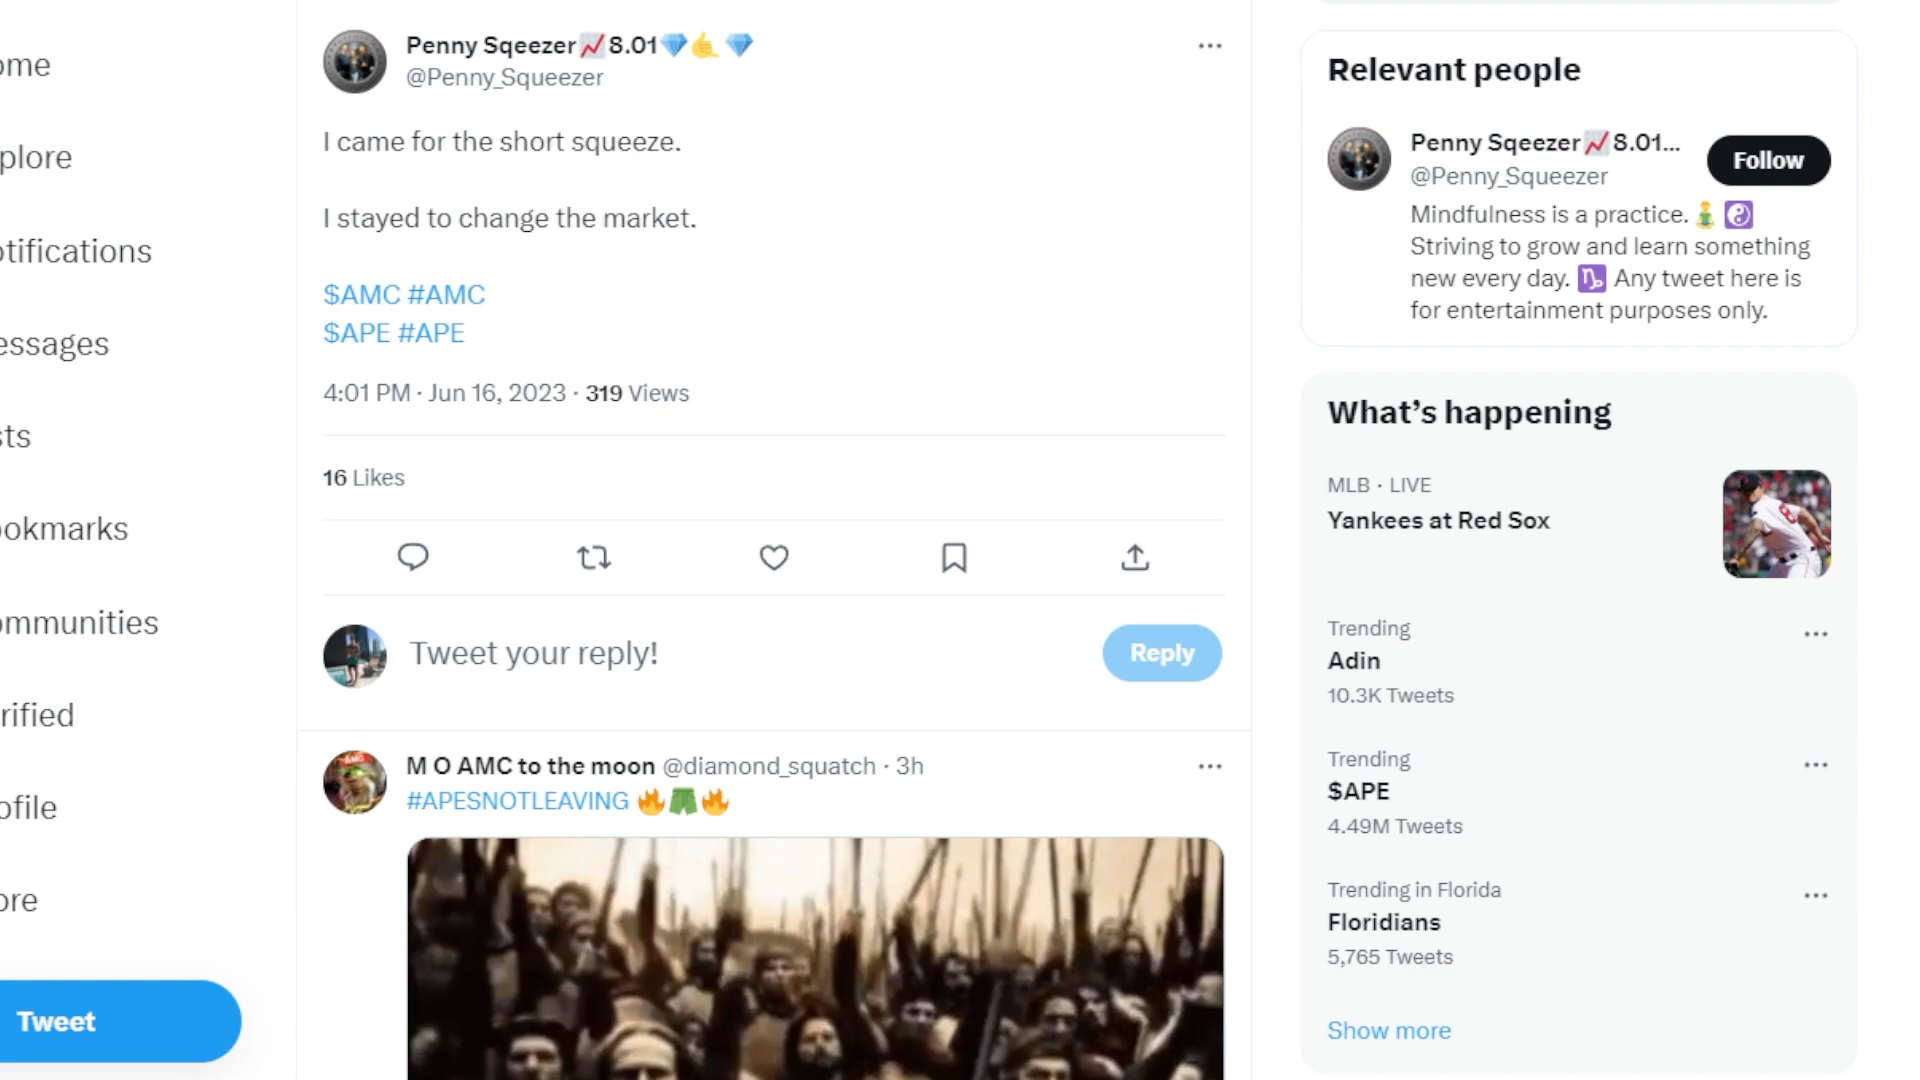 ome
plore
otifications
essages
sts
ookmarks
ommunities
rified
ofile
ore
Tweet
Penny Sqeezer📈8.01💎🤙💎
@Penny_Squeezer
I came for the short squeeze.
I stayed to change the market.
$AMC #AMC
$APE #APE
4:01 PM · Jun 16, 2023 · 319 Views
16 Likes
Tweet your reply!
Reply
M O AMC to the moon @diamond_squatch · 3h
#APESNOTLEAVING 🔥🩳🔥
Relevant people
Penny Sqeezer📈8.01...
@Penny_Squeezer
Follow
Mindfulness is a practice. 🧘‍♂️ ☯️
Striving to grow and learn something
new every day. ♑ Any tweet here is
for entertainment purposes only.
What's happening
MLB · LIVE
Yankees at Red Sox
Trending
Adin
10.3K Tweets
Trending
$APE
4.49M Tweets
Trending in Florida
Floridians
5,765 Tweets
Show more